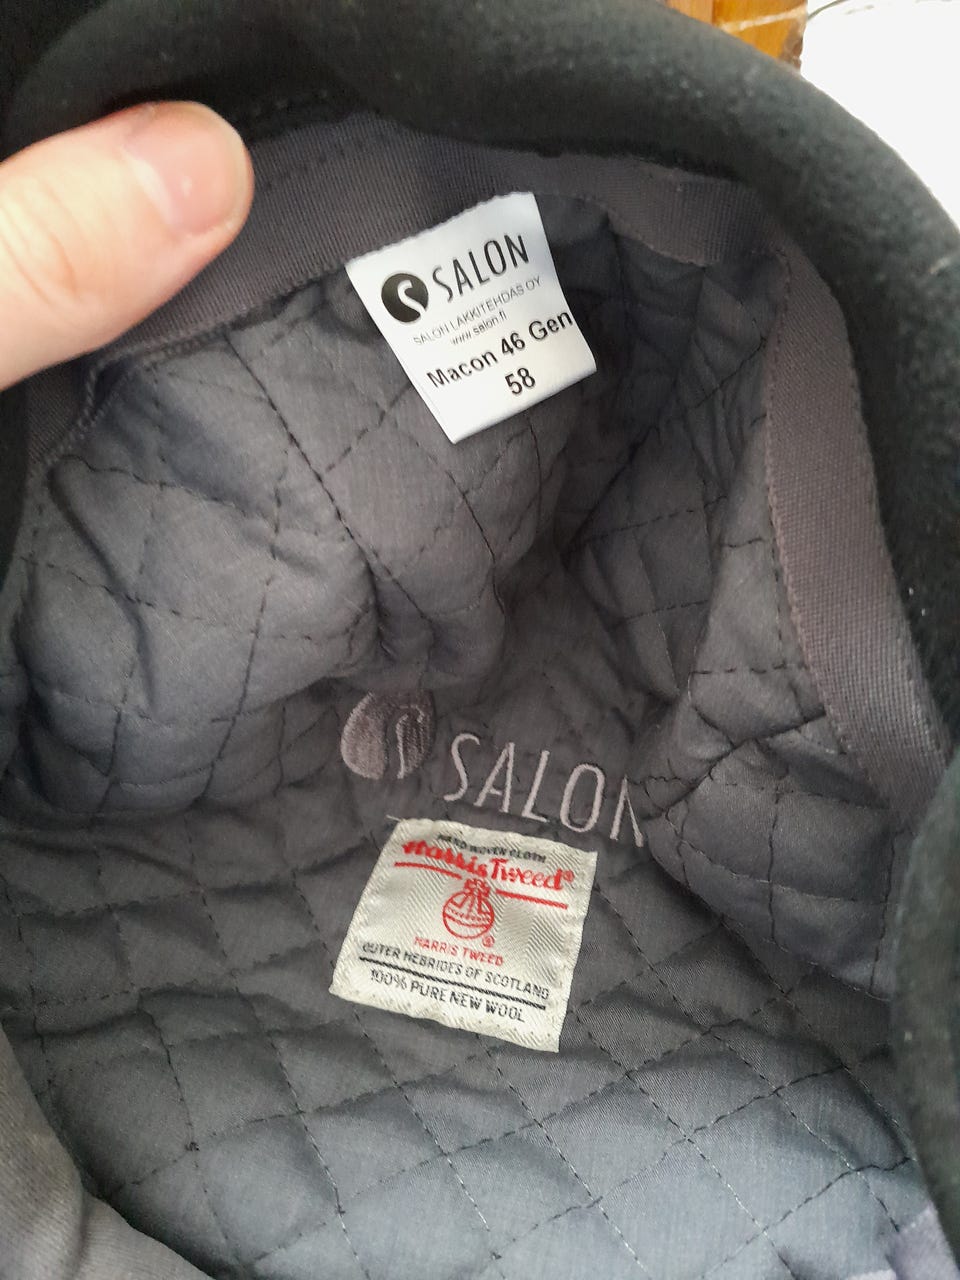 SALON
SALON LAKKITEHDAS OY
www.salon.fi
Macon 46 Gen
58
SALON
HAND WOVEN CLOTH
Harris Tweed®
®
HARRIS TWEED
OUTER HEBRIDES OF SCOTLAND
100% PURE NEW WOOL